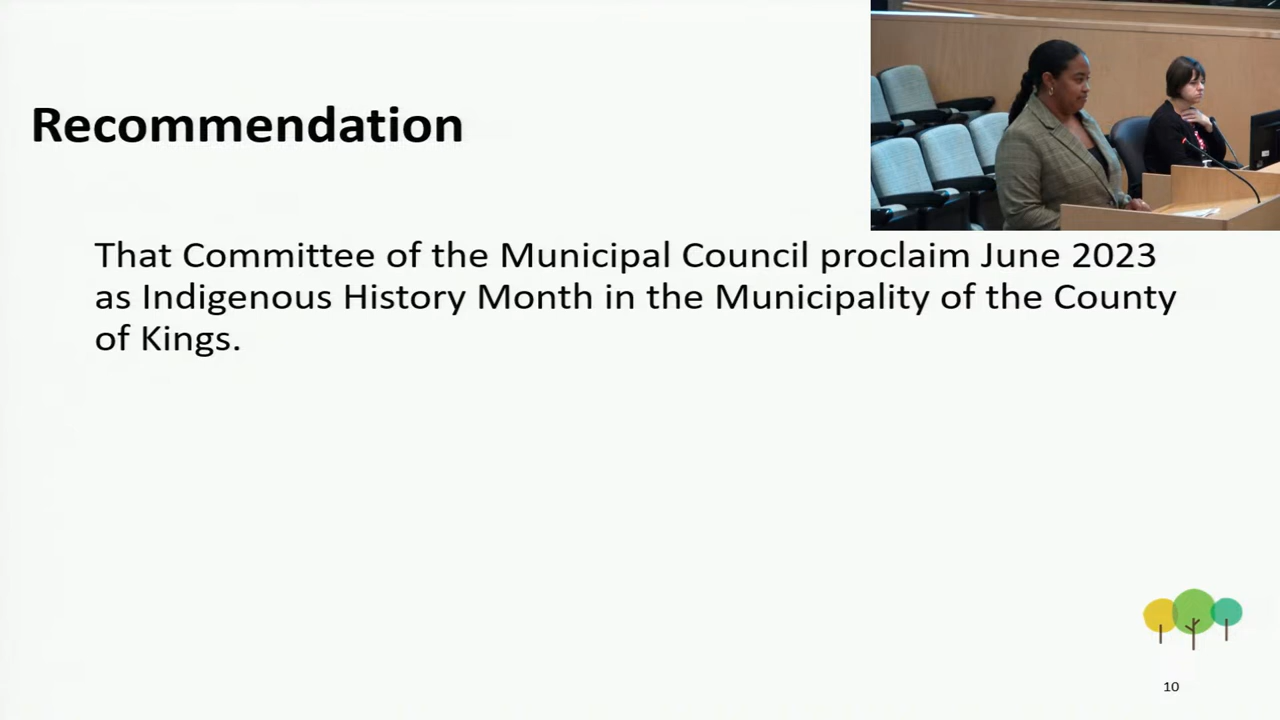 Recommendation
That Committee of the Municipal Council proclaim June 2023
as Indigenous History Month in the Municipality of the County
of Kings.
10